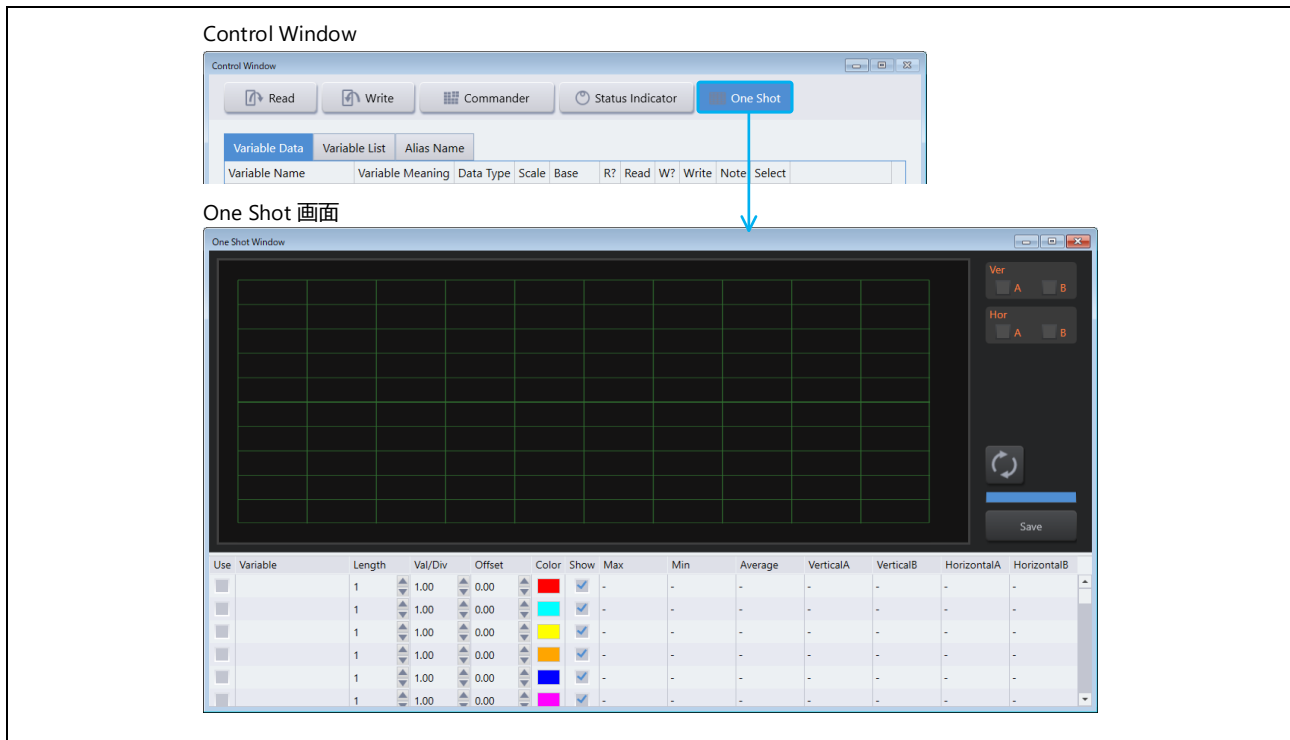 Control Window
Control Window
Read Write Commander Status Indicator One Shot
Variable Data Variable List Alias Name
Variable Name Variable Meaning Data Type Scale Base R? Read W? Write Note Select
One Shot 画面
One Shot Window
Ver
A B
Hor
A B
Save
Use Variable Length Val/Div Offset Color Show Max Min Average VerticalA VerticalB HorizontalA HorizontalB
1 1.00 0.00 - - - - - - -
1 1.00 0.00 - - - - - - -
1 1.00 0.00 - - - - - - -
1 1.00 0.00 - - - - - - -
1 1.00 0.00 - - - - - - -
1 1.00 0.00 - - - - - - -